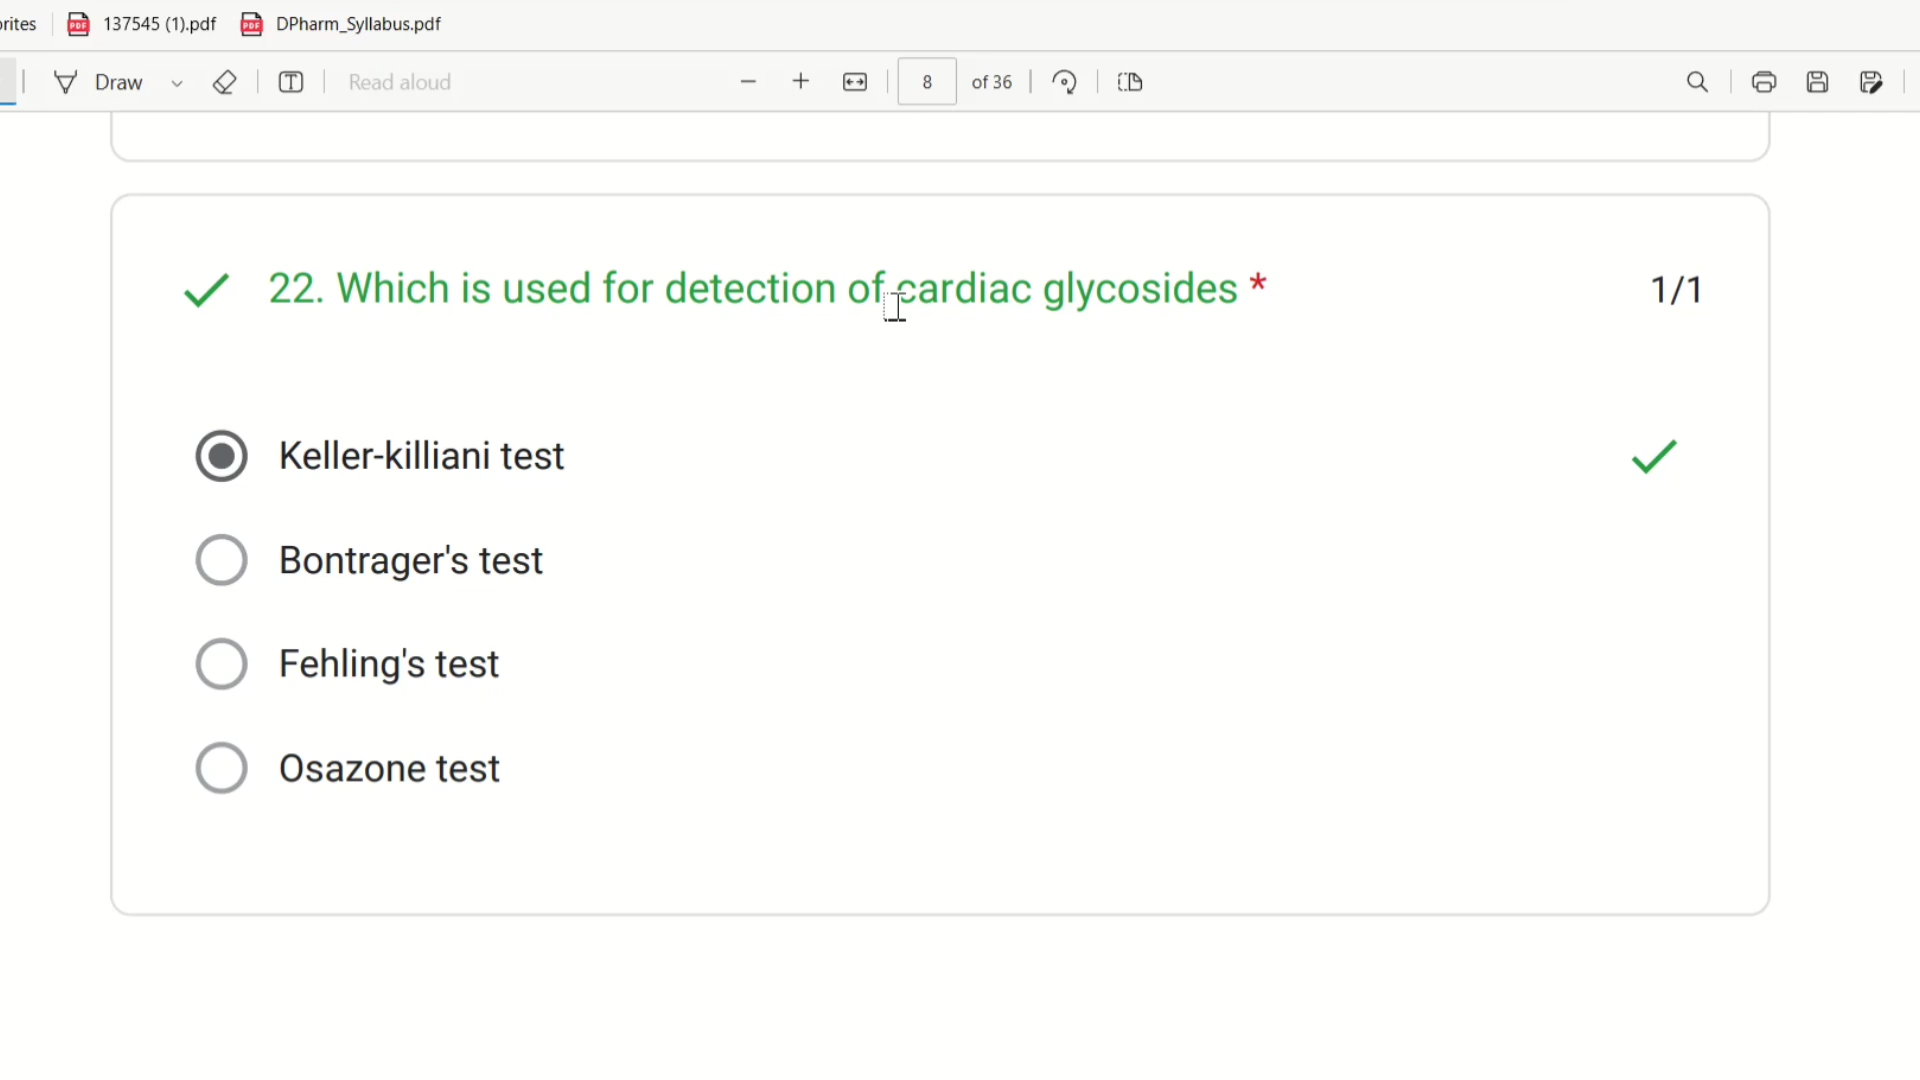 orites 137545 (1).pdf DPharm_Syllabus.pdf
Draw Read aloud 8 of 36
22. Which is used for detection of cardiac glycosides * 1/1
Keller-killiani test
Bontrager's test
Fehling's test
Osazone test